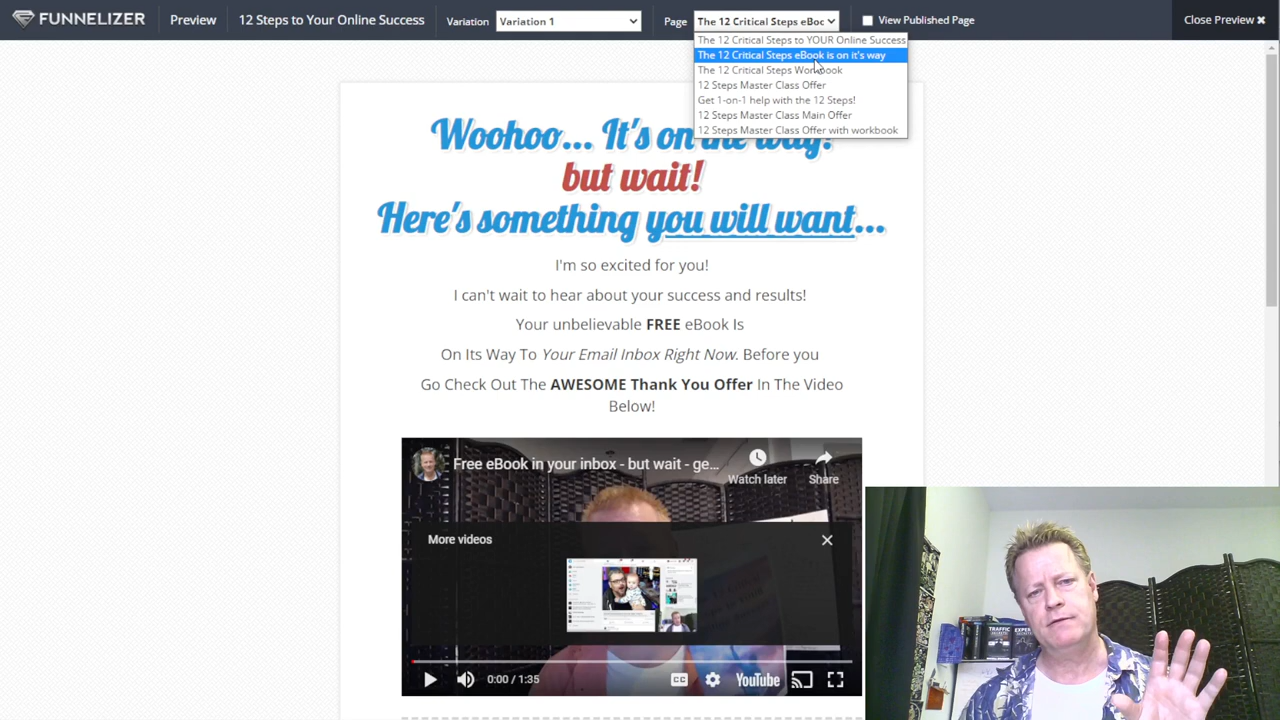 FUNNELIZER Preview 12 Steps to Your Online Success Variation Variation 1 Page The 12 Critical Steps eBoc View Published Page Close Preview ✖
The 12 Critical Steps to YOUR Online Success
The 12 Critical Steps eBook is on it's way
The 12 Critical Steps Workbook
12 Steps Master Class Offer
Get 1-on-1 help with the 12 Steps!
12 Steps Master Class Main Offer
12 Steps Master Class Offer with workbook
Woohoo... It's on the way!
but wait!
Here's something you will want...
I'm so excited for you!
I can't wait to hear about your success and results!
Your unbelievable FREE eBook Is
On Its Way To Your Email Inbox Right Now. Before you
Go Check Out The AWESOME Thank You Offer In The Video
Below!
Free eBook in your inbox - but wait - ge...
Watch later
Share
More videos
0:00 / 1:35
CC
YouTube
TRAFFIC
SECRETS
EXPERT
SECRETS